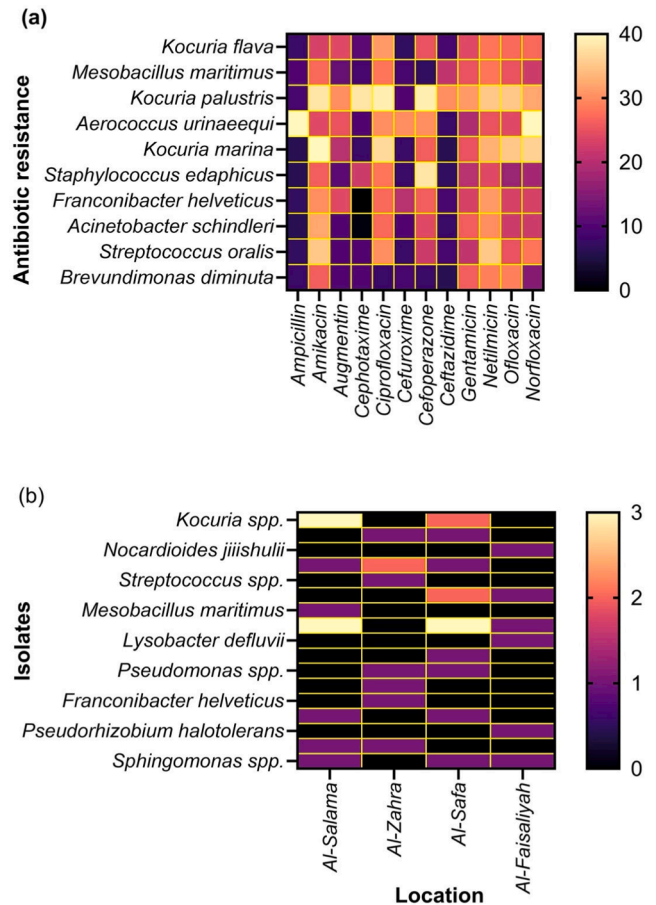 (a)
Antibiotic resistance
Kocuria flava
Mesobacillus maritimus
Kocuria palustris
Aerococcus urinaeequi
Kocuria marina
Staphylococcus edaphicus
Franconibacter helveticus
Acinetobacter schindleri
Streptococcus oralis
Brevundimonas diminuta
Ampicillin
Amikacin
Augmentin
Cephotaxime
Ciprofloxacin
Cefuroxime
Cefoperazone
Ceftazidime
Gentamicin
Netilmicin
Ofloxacin
Norfloxacin
40
30
20
10
0
(b)
Isolates
Kocuria spp.
Nocardioides jiiishulii
Streptococcus spp.
Mesobacillus maritimus
Lysobacter defluvii
Pseudomonas spp.
Franconibacter helveticus
Pseudorhizobium halotolerans
Sphingomonas spp.
Al-Salama
Al-Zahra
Al-Safa
Al-Faisaliyah
Location
3
2
1
0